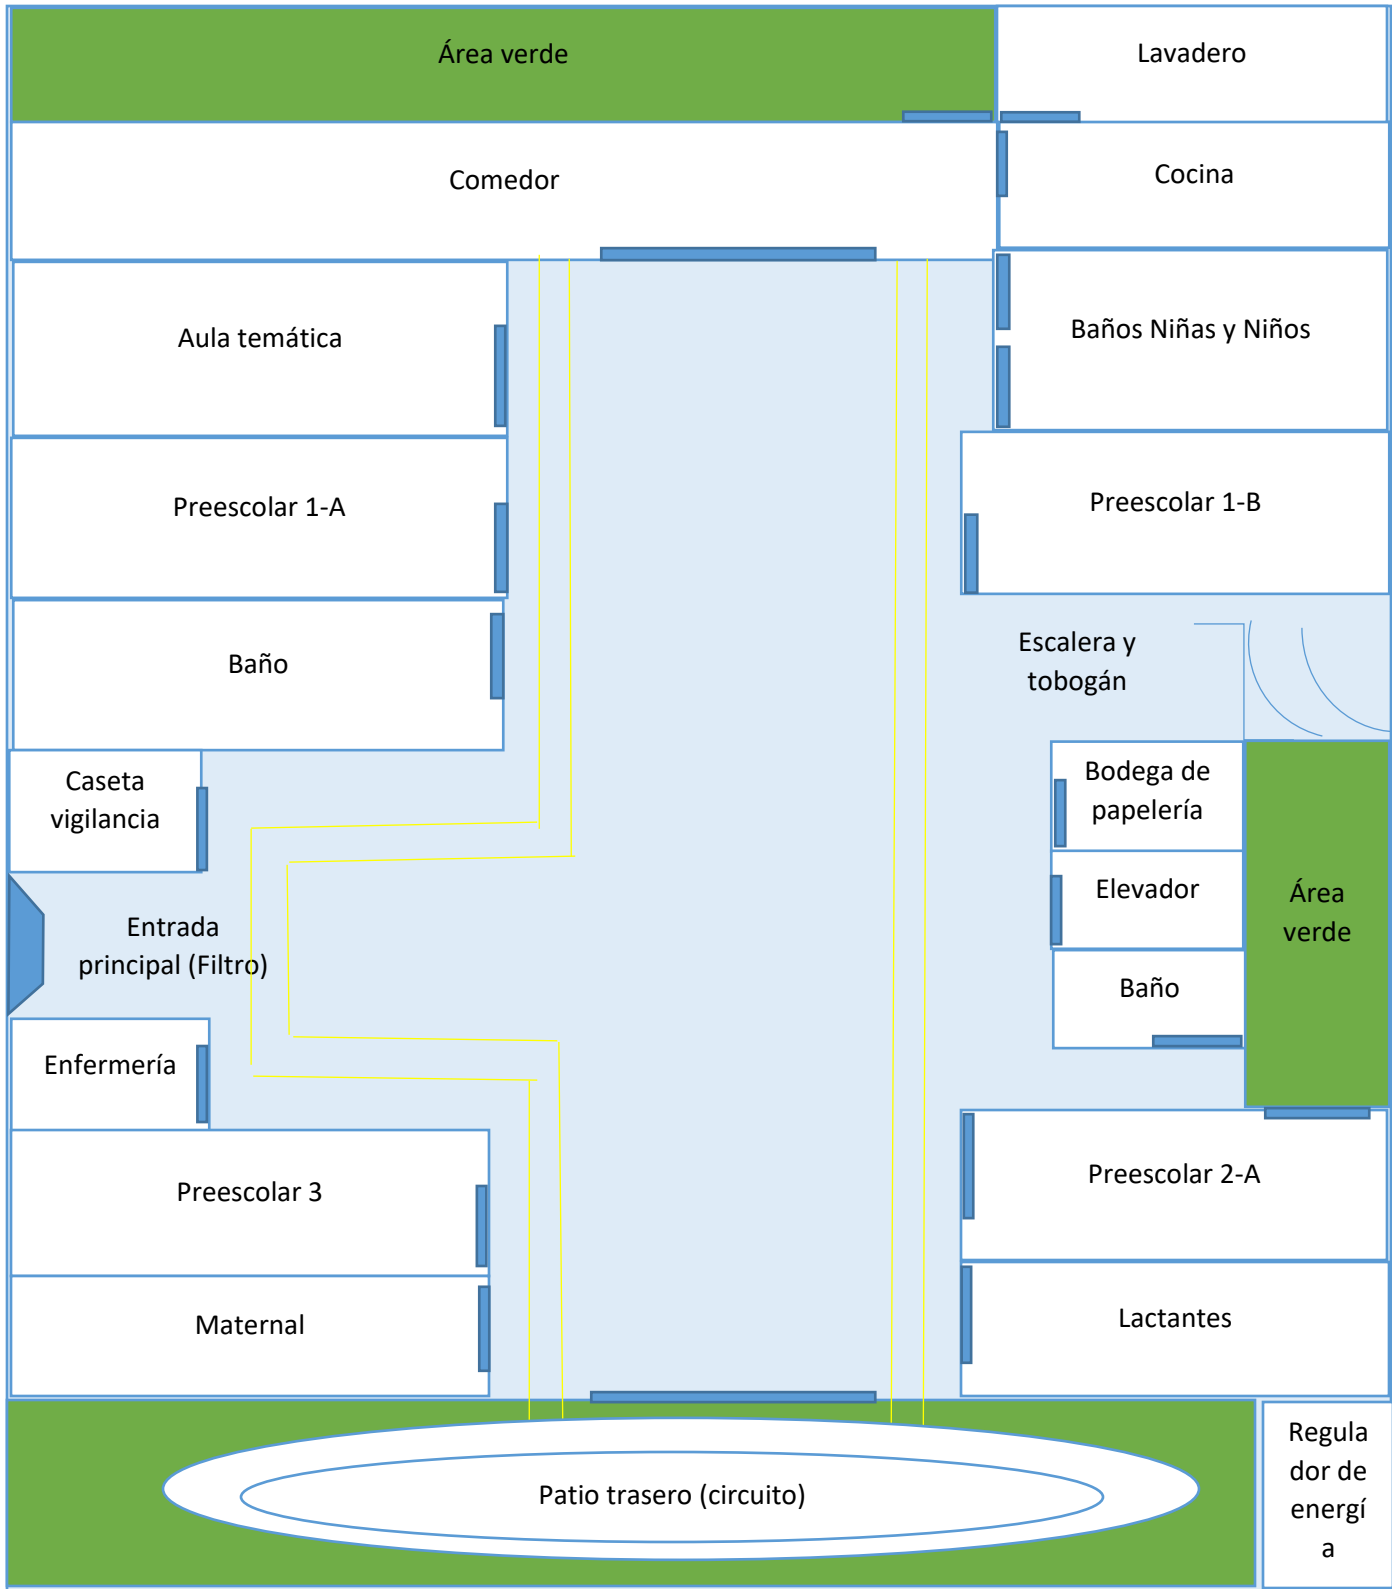 Área verde
Lavadero
Comedor
Cocina
Aula temática
Baños Niñas y Niños
Preescolar 1-A
Preescolar 1-B
Baño
Escalera y
tobogán
Caseta
vigilancia
Bodega de
papelería
Elevador
Área
verde
Entrada
principal (Filtro)
Baño
Enfermería
Preescolar 3
Preescolar 2-A
Maternal
Lactantes
Patio trasero (circuito)
Regula
dor de
energí
a